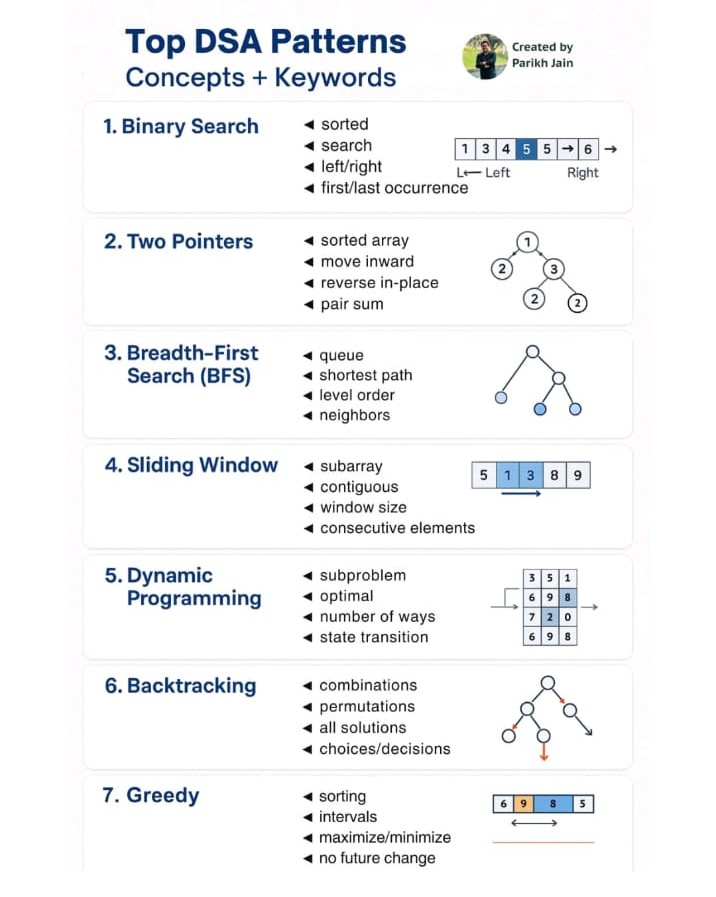 Top DSA Patterns
Concepts + Keywords
Created by
Parikh Jain
1. Binary Search
◄ sorted
◄ search
◄ left/right
◄ first/last occurrence
1 3 4 5 5 → 6 →
L← Left Right
2. Two Pointers
◄ sorted array
◄ move inward
◄ reverse in-place
◄ pair sum
1
2 3
2 2
3. Breadth-First
Search (BFS)
◄ queue
◄ shortest path
◄ level order
◄ neighbors
4. Sliding Window
◄ subarray
◄ contiguous
◄ window size
◄ consecutive elements
5 1 3 8 9
5. Dynamic
Programming
◄ subproblem
◄ optimal
◄ number of ways
◄ state transition
3 5 1
6 9 8
7 2 0
6 9 8
6. Backtracking
◄ combinations
◄ permutations
◄ all solutions
◄ choices/decisions
7. Greedy
◄ sorting
◄ intervals
◄ maximize/minimize
◄ no future change
6 9 8 5